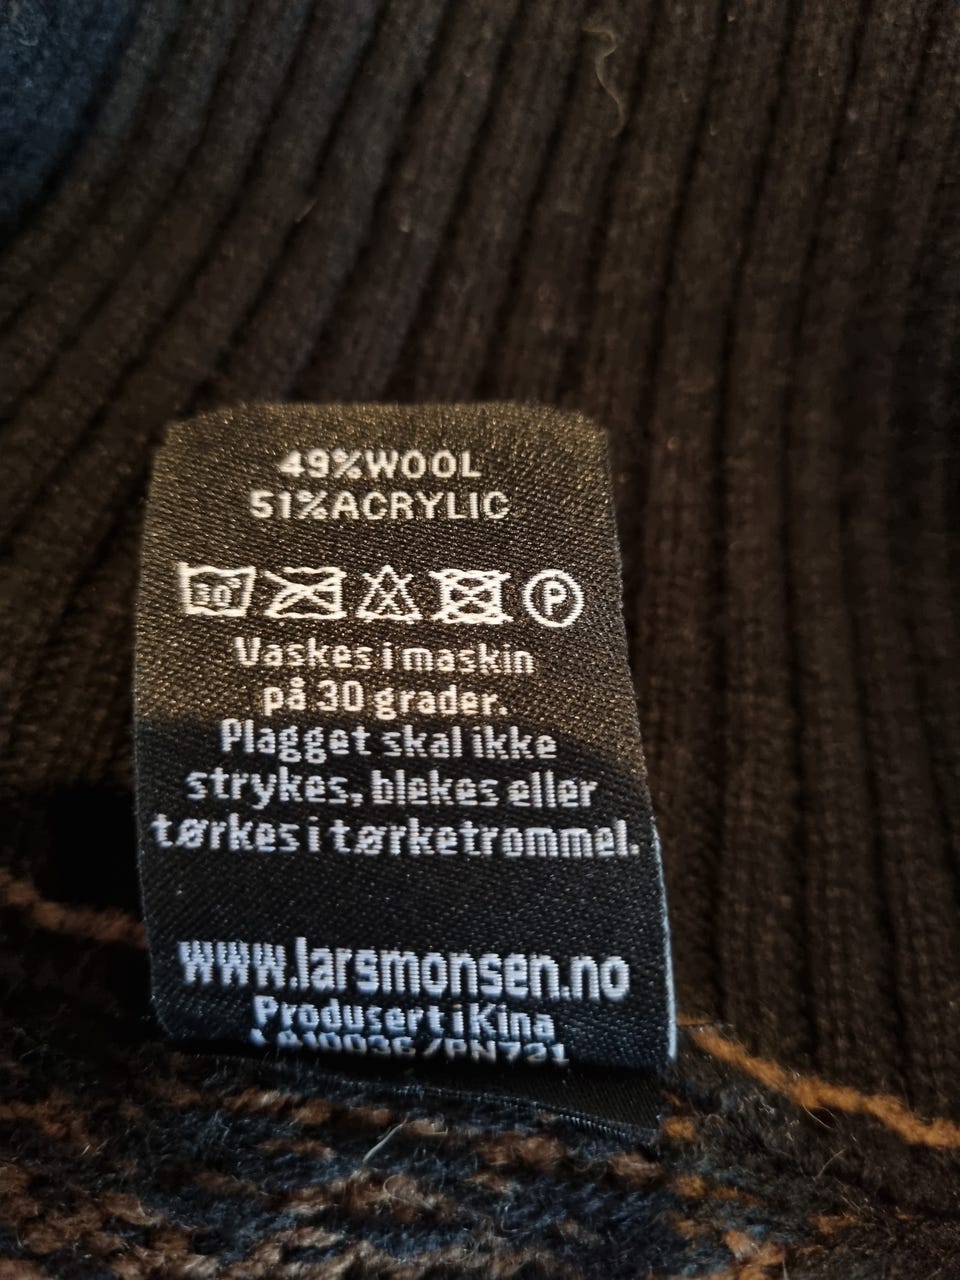 49%WOOL
51%ACRYLIC
30°
P
Vaskes i maskin
på 30 grader.
Plagget skal ikke
strykes, blekes eller
tørkes i tørketrommel.
www.larsmonsen.no
Produsert i Kina